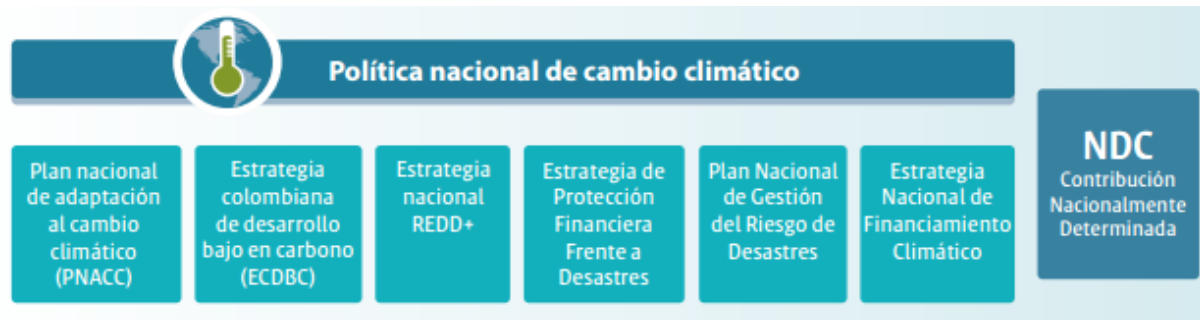 Política nacional de cambio climático
Plan nacional
de adaptación
al cambio
climático
(PNACC)
Estrategia
colombiana
de desarrollo
bajo en carbono
(ECDBC)
Estrategia
nacional
REDD+
Estrategia de
Protección
Financiera
Frente a
Desastres
Plan Nacional
de Gestión
del Riesgo de
Desastres
Estrategia
Nacional de
Financiamiento
Climático
NDC
Contribución
Nacionalmente
Determinada